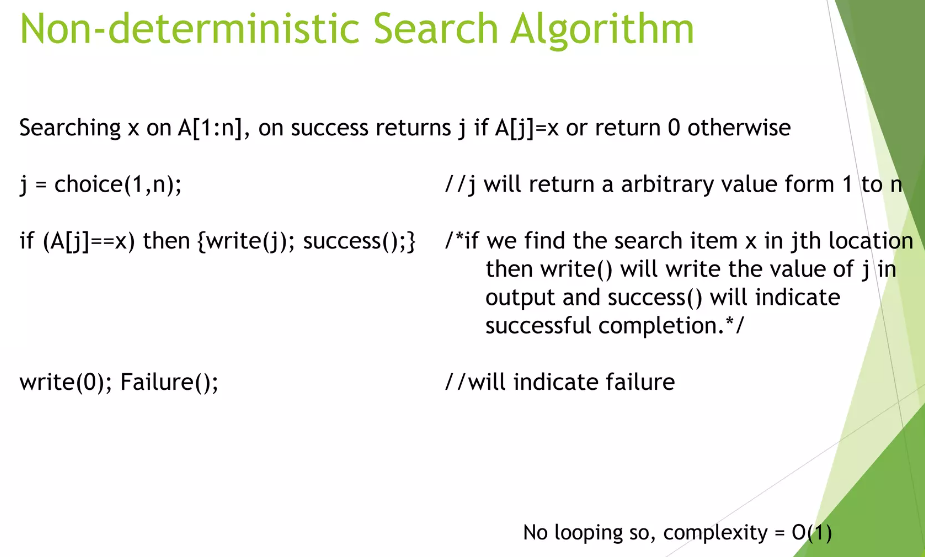 Non-deterministic Search Algorithm
Searching x on A[1:n], on success returns j if A[j]=x or return 0 otherwise
j = choice(1,n); //j will return a arbitrary value form 1 to n
if (A[j]==x) then {write(j); success();} /*if we find the search item x in jth location
then write() will write the value of j in
output and success() will indicate
successful completion.*/
write(0); Failure(); //will indicate failure
No looping so, complexity = O(1)